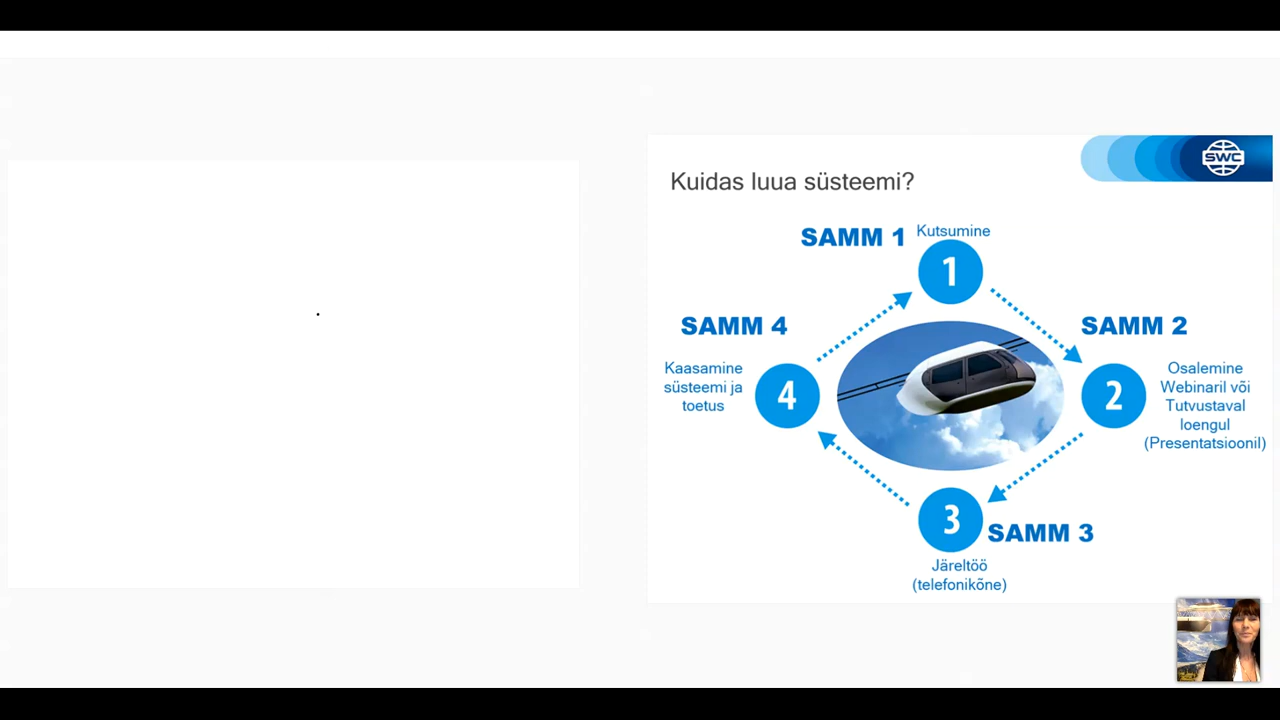 SWC
Kuidas luua süsteemi?
SAMM 1
Kutsumine
1
SAMM 2
2
Osalemine
Webinaril või
Tutvustaval
loengul
(Presentatsioonil)
3
SAMM 3
Järeltöö
(telefonikõne)
SAMM 4
Kaasamine
süsteemi ja
toetus
4